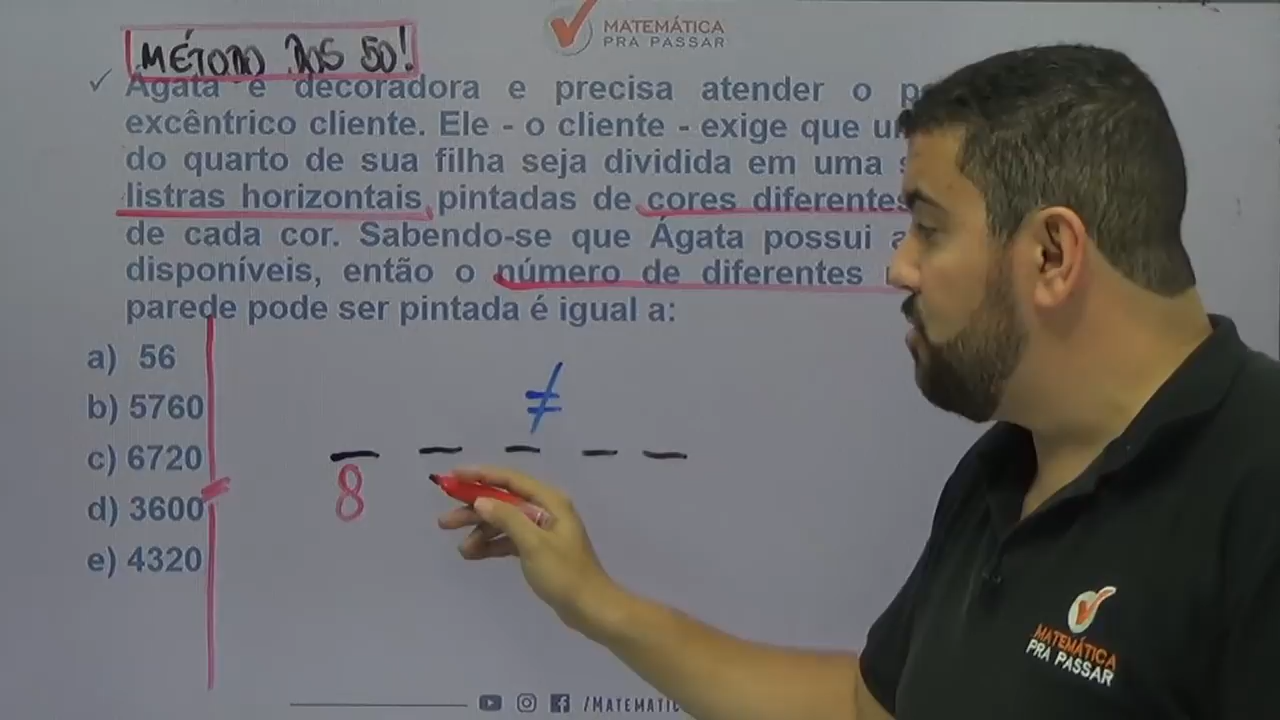 MATEMÁTICA
PRA PASSAR
MÉTODO DOS 50!
Ágata é decoradora e precisa atender o
excêntrico cliente. Ele - o cliente - exige que
do quarto de sua filha seja dividida em uma
listras horizontais pintadas de cores diferentes
de cada cor. Sabendo-se que Ágata possui
disponíveis, então o número de diferentes
parede pode ser pintada é igual a:
a) 56
b) 5760
c) 6720
d) 3600
e) 4320
≠
8
MATEMÁTICA
PRA PASSAR